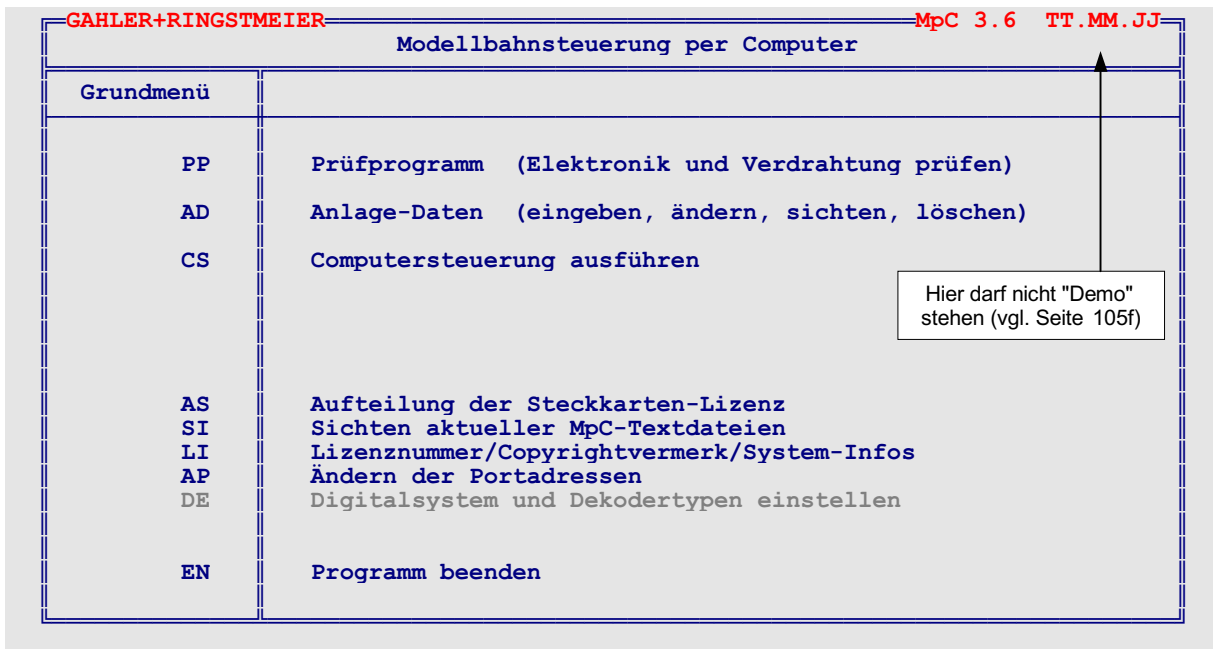 GAHLER+RINGSTMEIER MpC 3.6 TT.MM.JJ
Modellbahnsteuerung per Computer
Grundmenü
PP Prüfprogramm (Elektronik und Verdrahtung prüfen)
AD Anlage-Daten (eingeben, ändern, sichten, löschen)
CS Computersteuerung ausführen
Hier darf nicht "Demo"
stehen (vgl. Seite 105f)
AS Aufteilung der Steckkarten-Lizenz
SI Sichten aktueller MpC-Textdateien
LI Lizenznummer/Copyrightvermerk/System-Infos
AP Ändern der Portadressen
DE Digitalsystem und Dekodertypen einstellen
EN Programm beenden